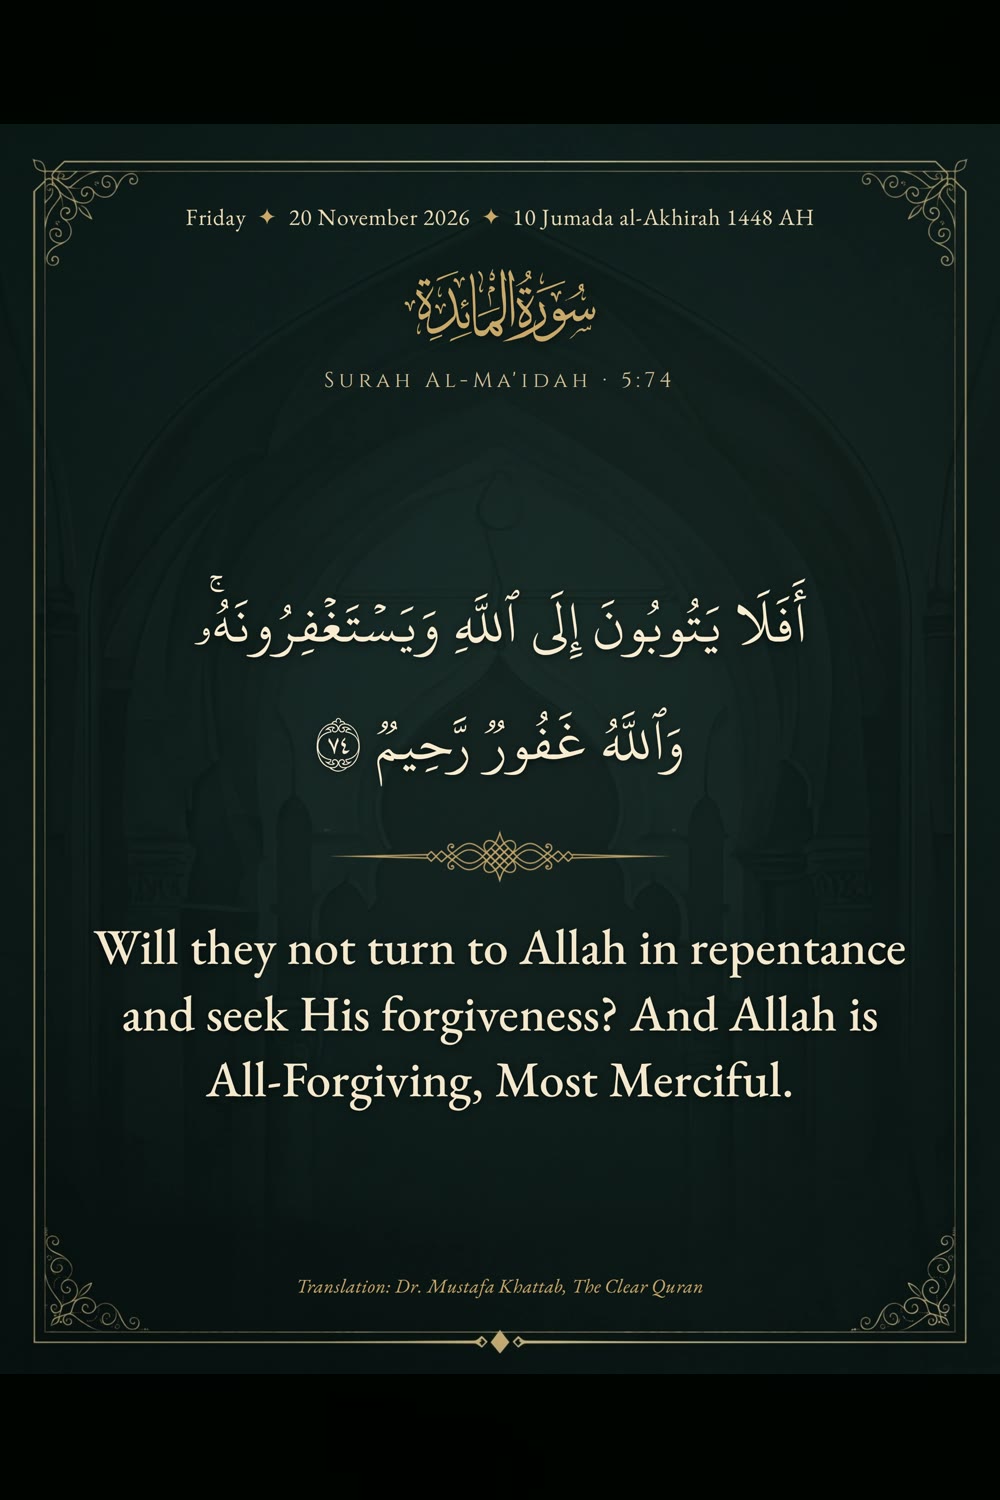 Friday ✦ 20 November 2026 ✦ 10 Jumada al-Akhirah 1448 AH
سُورَةُ الْمَائِدَةِ
SURAH AL-MA'IDAH · 5:74
أَفَلَا يَتُوبُونَ إِلَى ٱللَّهِ وَيَسْتَغْفِرُونَهُۥ ۚ
وَٱللَّهُ غَفُورٌ رَّحِيمٌ ٧٤
Will they not turn to Allah in repentance
and seek His forgiveness? And Allah is
All-Forgiving, Most Merciful.
Translation: Dr. Mustafa Khattab, The Clear Quran